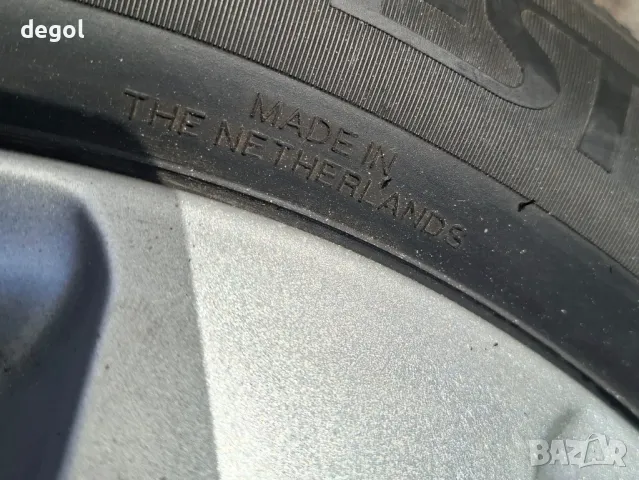 degol
MADE IN
THE NETHERLANDS
BAZAR